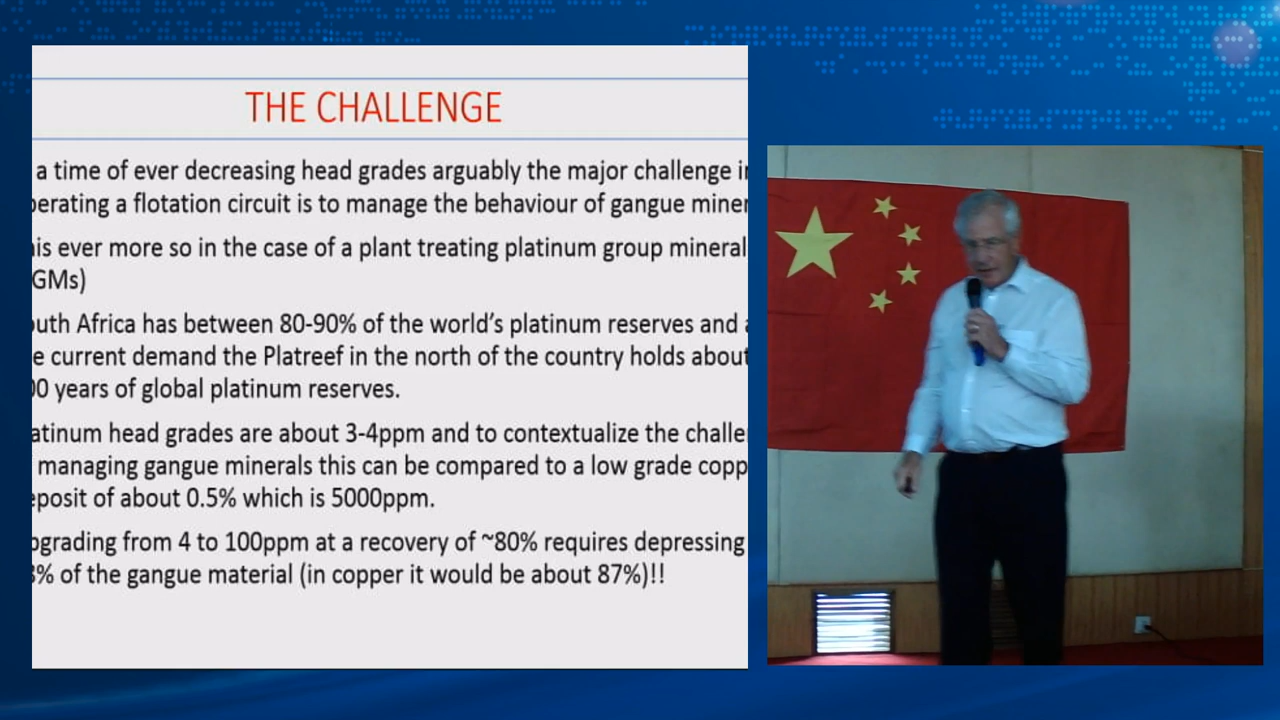 THE CHALLENGE
a time of ever decreasing head grades arguably the major challenge
perating a flotation circuit is to manage the behaviour of gangue miner
is ever more so in the case of a plant treating platinum group mineral
GMs)
outh Africa has between 80-90% of the world's platinum reserves and a
e current demand the Platreef in the north of the country holds about
00 years of global platinum reserves.
atinum head grades are about 3-4ppm and to contextualize the challe
managing gangue minerals this can be compared to a low grade copp
eposit of about 0.5% which is 5000ppm.
pgrading from 4 to 100ppm at a recovery of ~80% requires depressing
% of the gangue material (in copper it would be about 87%)!!